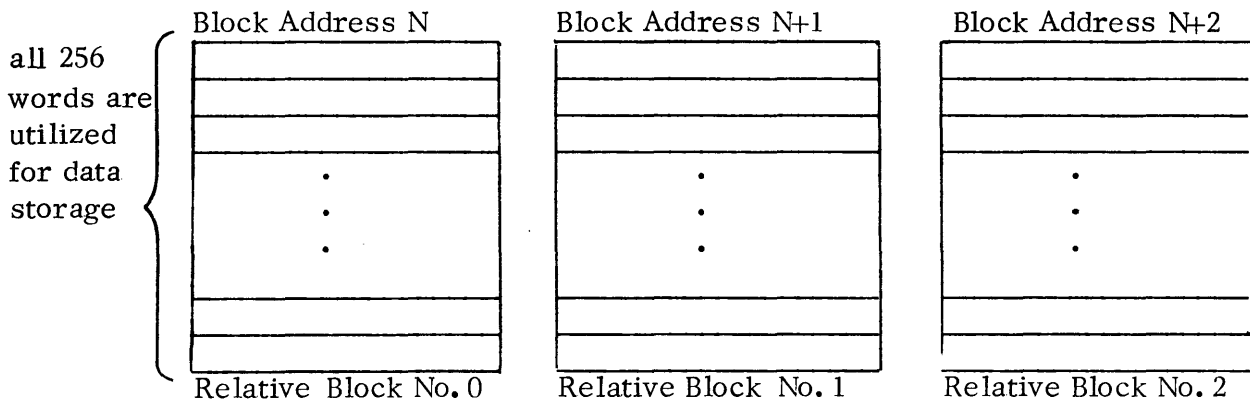 Block Address N
Block Address N+1
Block Address N+2
all 256
words are
utilized
for data
storage
Relative Block No. 0
Relative Block No. 1
Relative Block No. 2